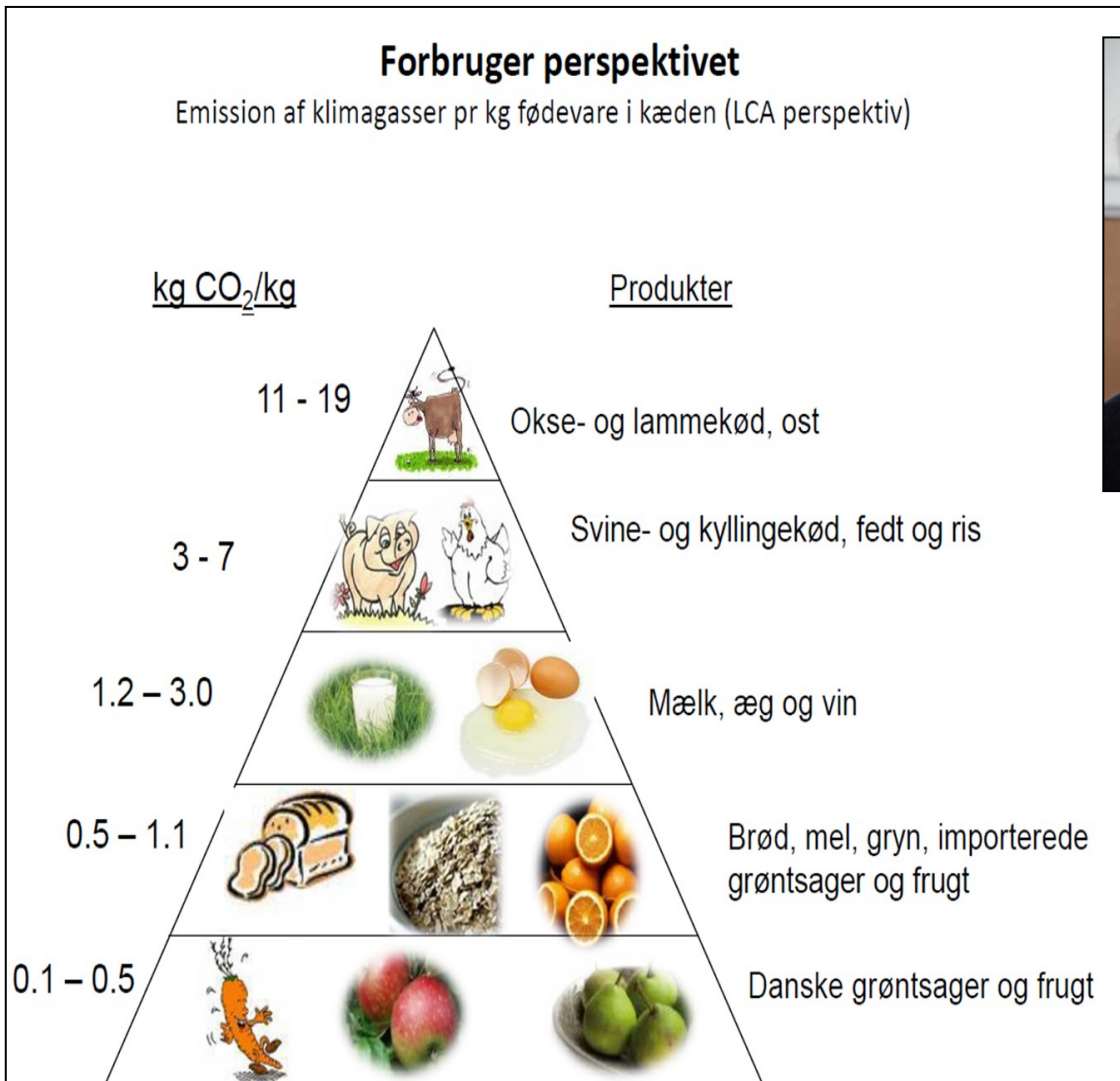 Forbruger perspektivet
Emission af klimagasser pr kg fødevare i kæden (LCA perspektiv)
kg CO2/kg
Produkter
11 - 19
Okse- og lammekød, ost
3 - 7
Svine- og kyllingekød, fedt og ris
1.2 – 3.0
Mælk, æg og vin
0.5 – 1.1
Brød, mel, gryn, importerede
grøntsager og frugt
0.1 – 0.5
Danske grøntsager og frugt